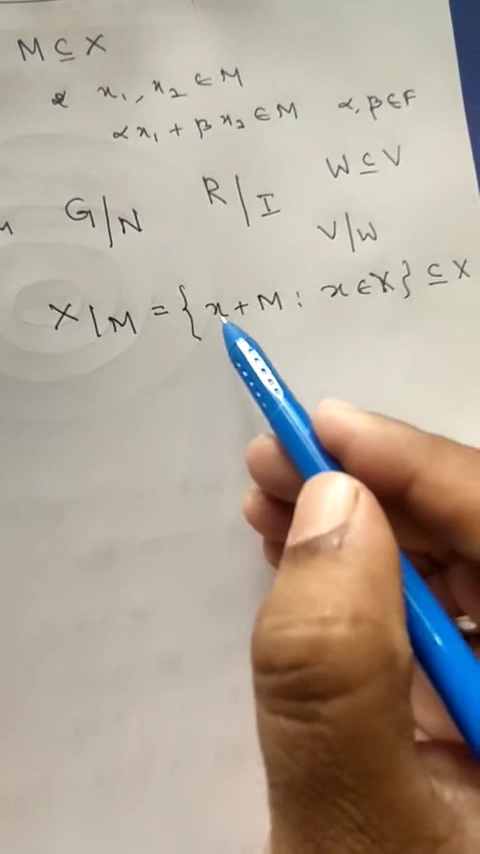 M ⊆ X
& x₁, x₂ ∈ M
αx₁ + βx₂ ∈ M α, β ∈ F
G/N R/I W ⊆ V
V/W
X/M = {x + M : x ∈ X} ⊆ X